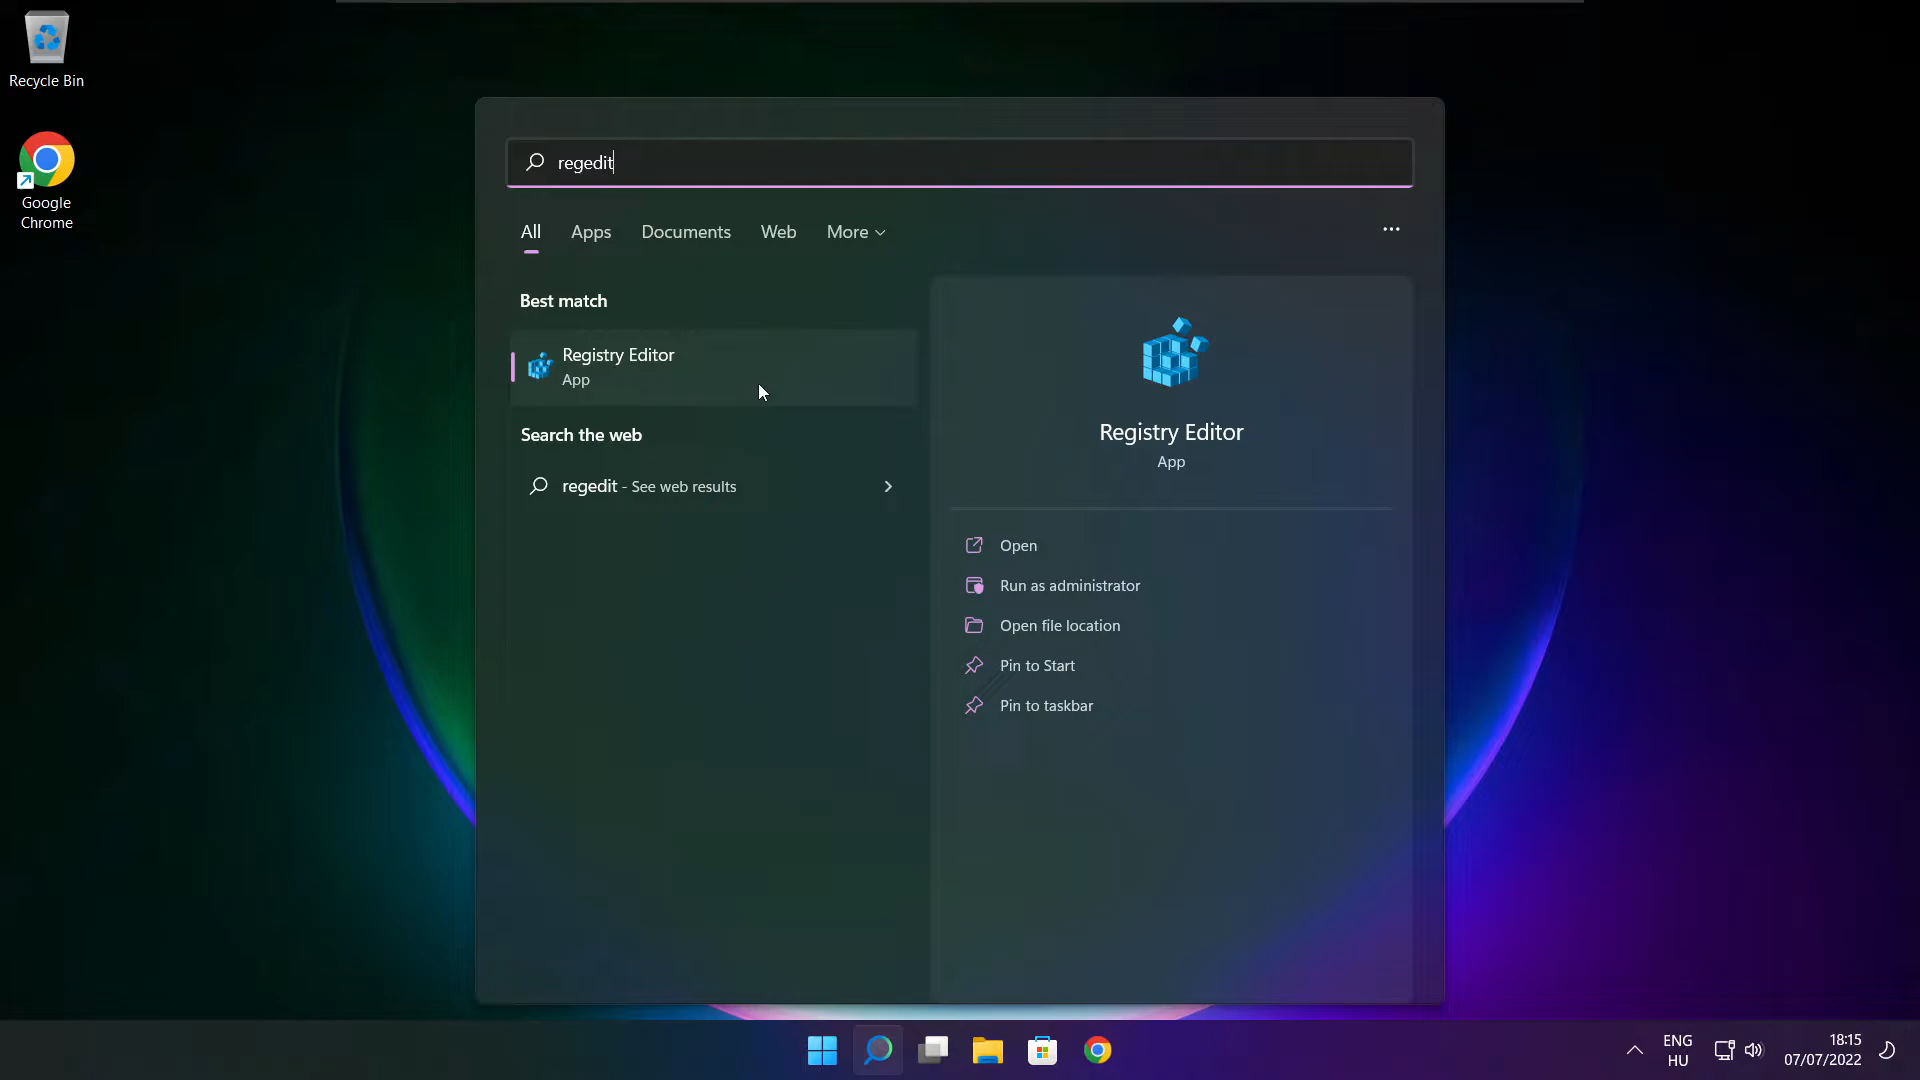 Recycle Bin
Google
Chrome
regedit
All
Apps
Documents
Web
More
Best match
Registry Editor
App
Search the web
regedit - See web results
Registry Editor
App
Open
Run as administrator
Open file location
Pin to Start
Pin to taskbar
ENG
HU
18:15
07/07/2022